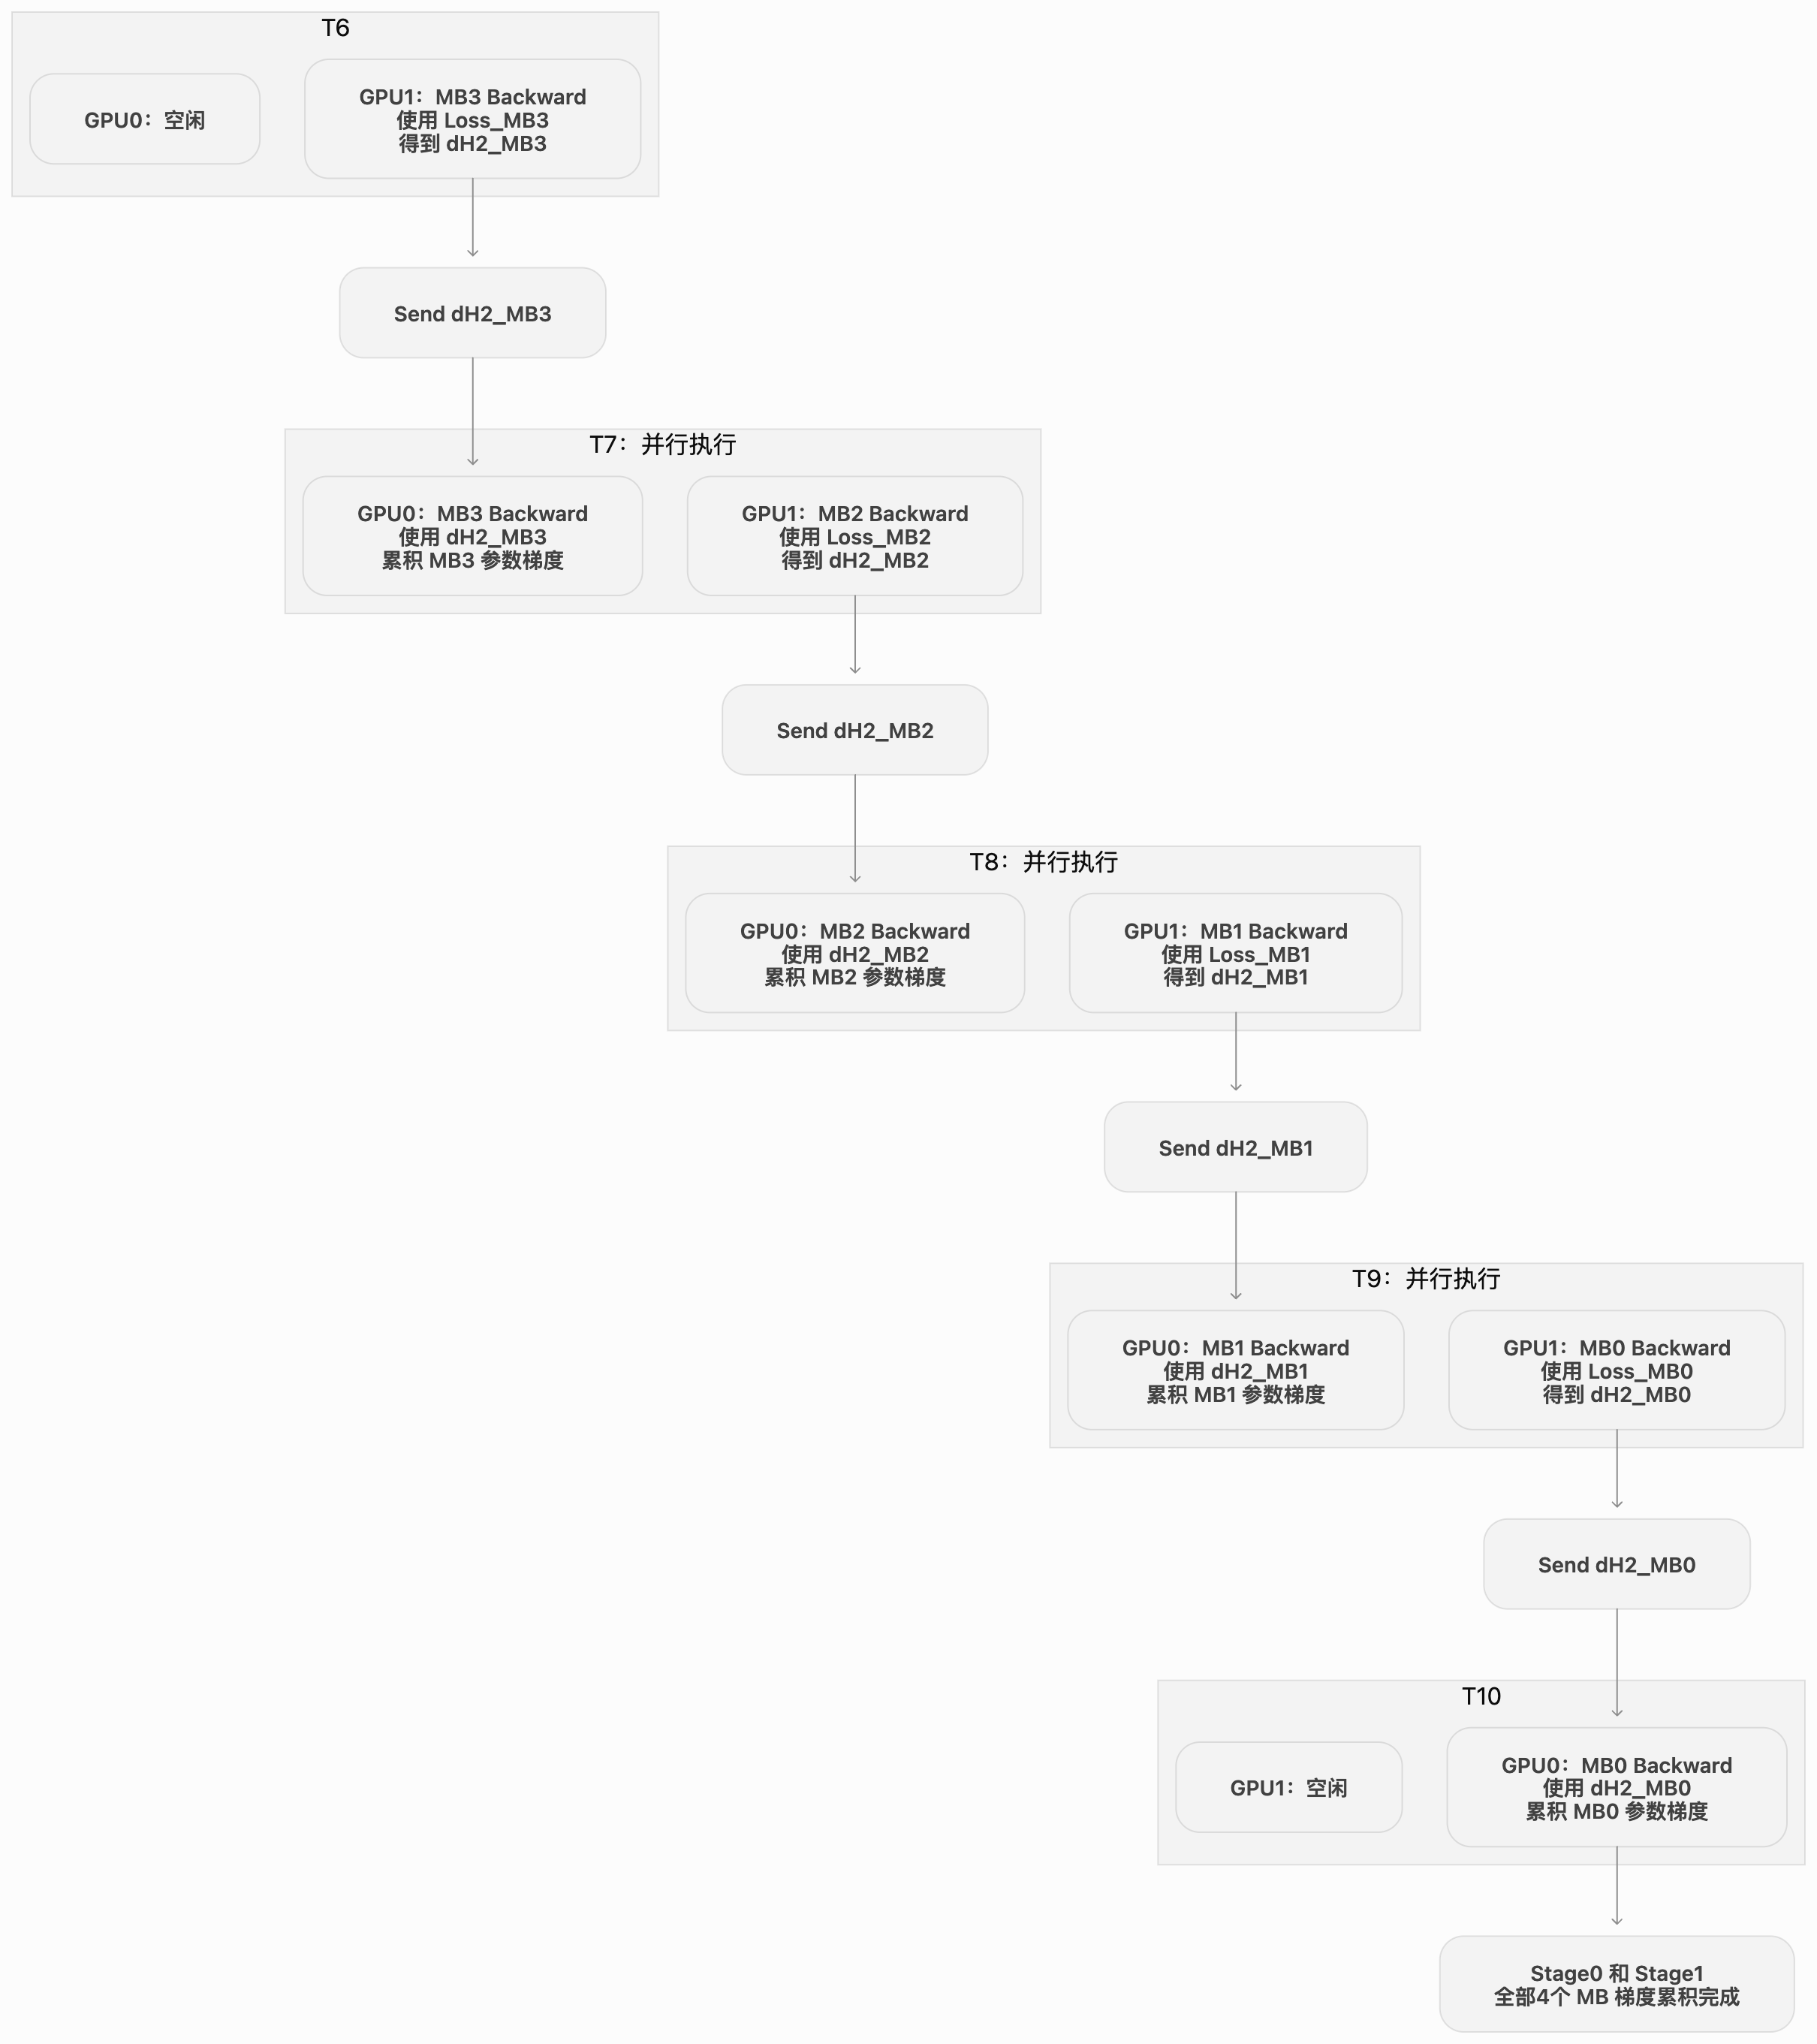 T6
GPU0：空闲
GPU1：MB3 Backward
使用 Loss_MB3
得到 dH2_MB3
Send dH2_MB3
T7：并行执行
GPU0：MB3 Backward
使用 dH2_MB3
累积 MB3 参数梯度
GPU1：MB2 Backward
使用 Loss_MB2
得到 dH2_MB2
Send dH2_MB2
T8：并行执行
GPU0：MB2 Backward
使用 dH2_MB2
累积 MB2 参数梯度
GPU1：MB1 Backward
使用 Loss_MB1
得到 dH2_MB1
Send dH2_MB1
T9：并行执行
GPU0：MB1 Backward
使用 dH2_MB1
累积 MB1 参数梯度
GPU1：MB0 Backward
使用 Loss_MB0
得到 dH2_MB0
Send dH2_MB0
T10
GPU1：空闲
GPU0：MB0 Backward
使用 dH2_MB0
累积 MB0 参数梯度
Stage0 和 Stage1
全部4个 MB 梯度累积完成